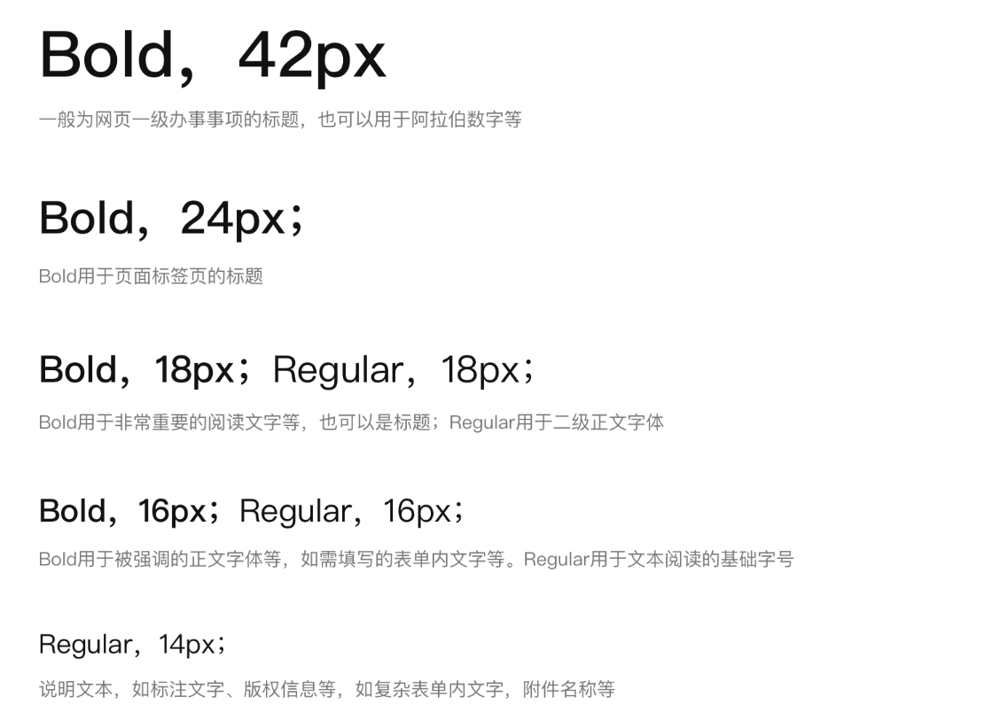 Bold，42px
一般为网页一级办事事项的标题，也可以用于阿拉伯数字等
Bold，24px；
Bold用于页面标签页的标题
Bold，18px；Regular，18px；
Bold用于非常重要的阅读文字等，也可以是标题；Regular用于二级正文字体
Bold，16px；Regular，16px；
Bold用于被强调的正文字体等，如需填写的表单内文字等。Regular用于文本阅读的基础字号
Regular，14px；
说明文本，如标注文字、版权信息等，如复杂表单内文字，附件名称等